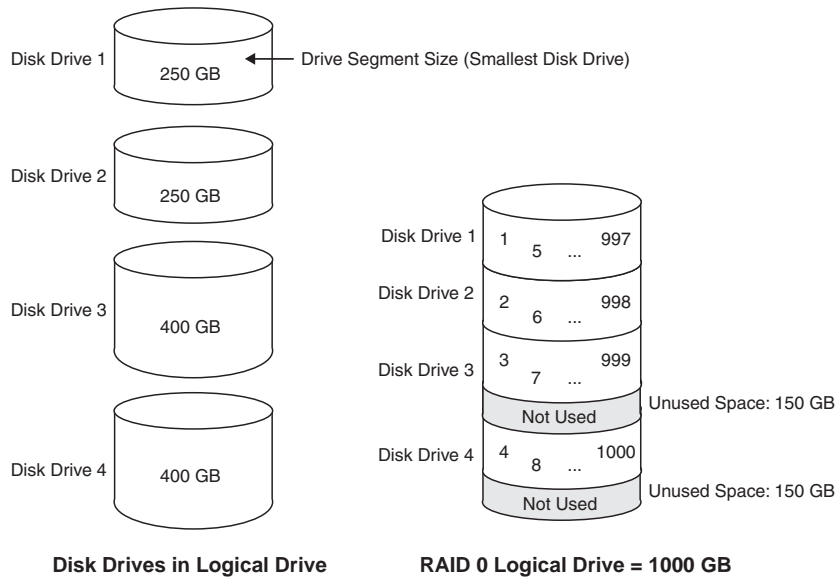 Disk Drive 1
250 GB
Drive Segment Size (Smallest Disk Drive)
Disk Drive 2
250 GB
Disk Drive 3
400 GB
Disk Drive 4
400 GB
Disk Drives in Logical Drive
Disk Drive 1
1 5 ... 997
Disk Drive 2
2 6 ... 998
Disk Drive 3
3 7 ... 999
Not Used
Unused Space: 150 GB
Disk Drive 4
4 8 ... 1000
Not Used
Unused Space: 150 GB
RAID 0 Logical Drive = 1000 GB